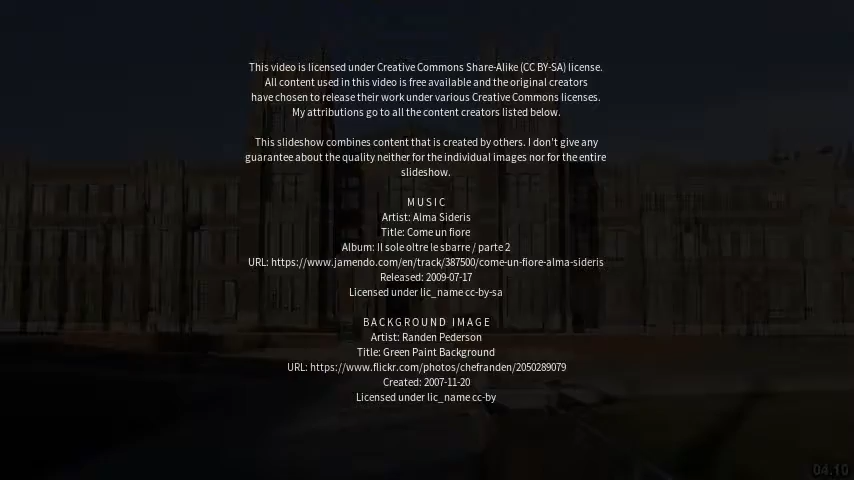 This video is licensed under Creative Commons Share-Alike (CC BY-SA) license.
All content used in this video is free available and the original creators
have chosen to release their work under various Creative Commons licenses.
My attributions go to all the content creators listed below.
This slideshow combines content that is created by others. I don't give any
guarantee about the quality neither for the individual images nor for the entire
slideshow.
MUSIC
Artist: Alma Sideris
Title: Come un fiore
Album: Il sole oltre le sbarre / parte 2
URL: https://www.jamendo.com/en/track/387500/come-un-fiore-alma-sideris
Released: 2009-07-17
Licensed under lic_name cc-by-sa
BACKGROUND IMAGE
Artist: Randen Pederson
Title: Green Paint Background
URL: https://www.flickr.com/photos/chefranden/2050289079
Created: 2007-11-20
Licensed under lic_name cc-by
04.10